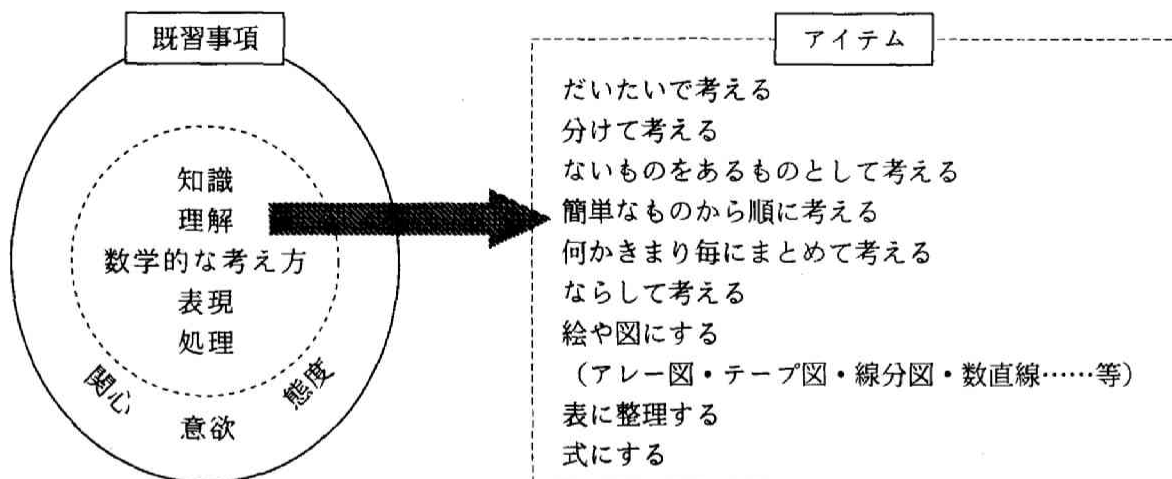 既習事項
知識
理解
数学的な考え方
表現
処理
関心
意欲
態度
アイテム
だいたいで考える
分けて考える
ないものをあるものとして考える
簡単なものから順に考える
何かきまり毎にまとめて考える
ならして考える
絵や図にする
（アレー図・テープ図・線分図・数直線……等）
表に整理する
式にする